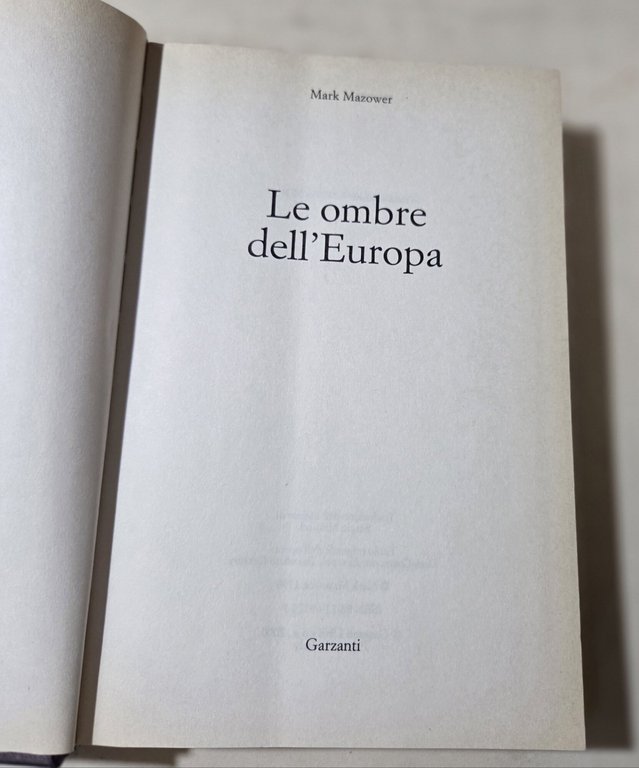 Mark Mazower
Le ombre
dell'Europa
Garzanti